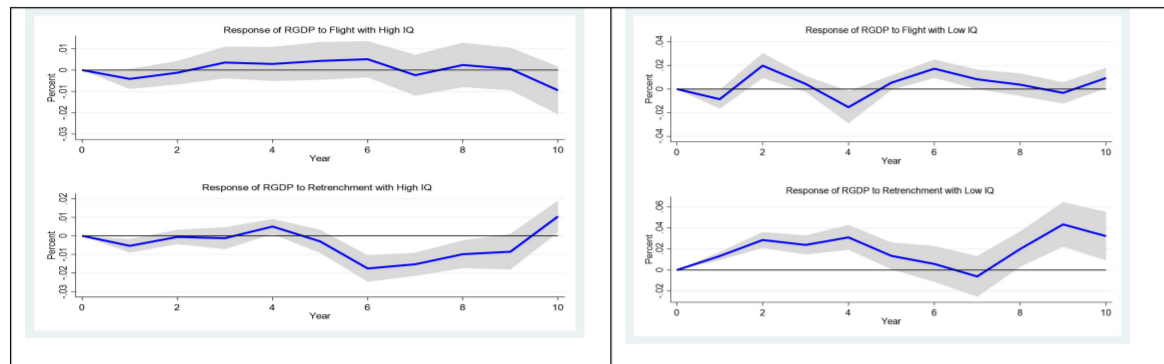 Response of RGDP to Flight with High IQ
Percent
.01
0
-.01
-.02
-.03
0 2 4 6 8 10
Year
Response of RGDP to Retrenchment with High IQ
Percent
.02
.01
0
-.01
-.02
-.03
0 2 4 6 8 10
Year
Response of RGDP to Flight with Low IQ
Percent
.04
.02
0
-.02
-.04
0 2 4 6 8 10
Year
Response of RGDP to Retrenchment with Low IQ
Percent
.06
.04
.02
0
-.02
0 2 4 6 8 10
Year